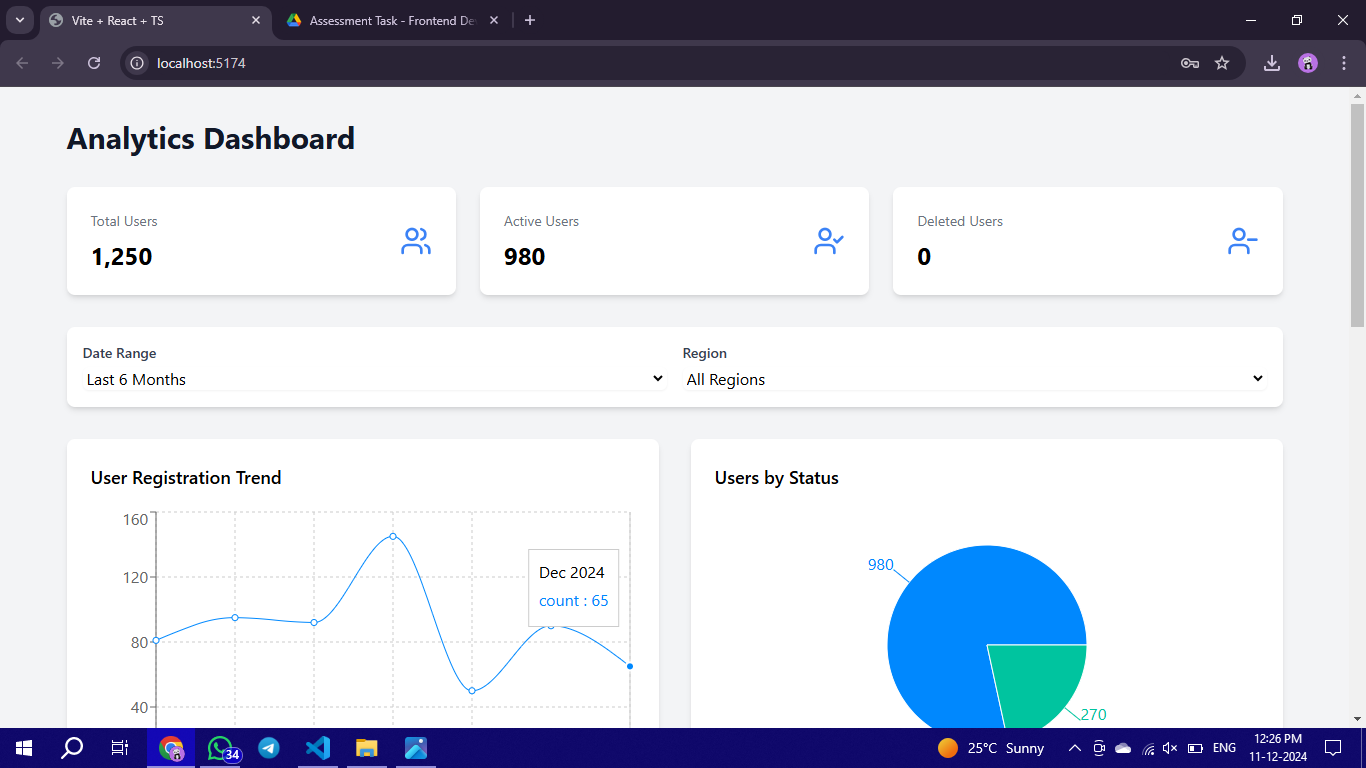 Vite + React + TS
Assessment Task - Frontend De
localhost:5174
Analytics Dashboard
Total Users
1,250
Active Users
980
Deleted Users
0
Date Range
Last 6 Months
Region
All Regions
User Registration Trend
160
120
80
40
Dec 2024
count : 65
Users by Status
980
270
34
25°C Sunny
ENG
12:26 PM
11-12-2024